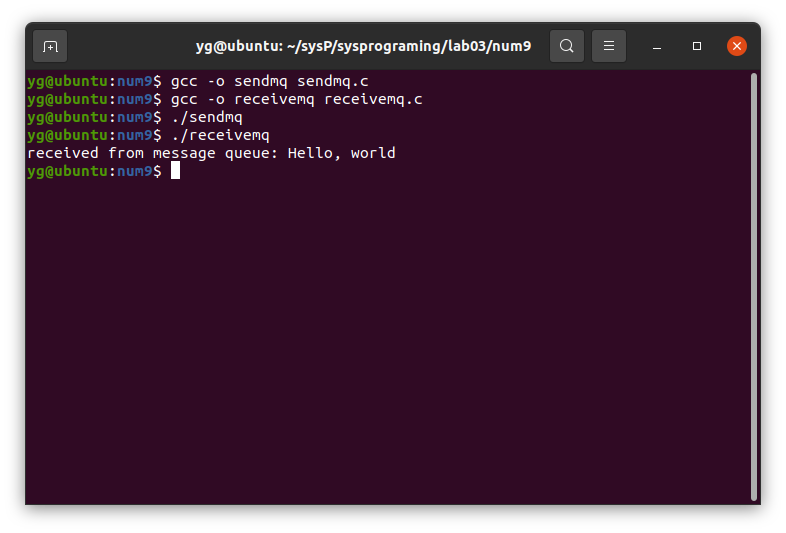 yg@ubuntu: ~/sysP/sysprograming/lab03/num9
yg@ubuntu:num9$ gcc -o sendmq sendmq.c
yg@ubuntu:num9$ gcc -o receivemq receivemq.c
yg@ubuntu:num9$ ./sendmq
yg@ubuntu:num9$ ./receivemq
received from message queue: Hello, world
yg@ubuntu:num9$